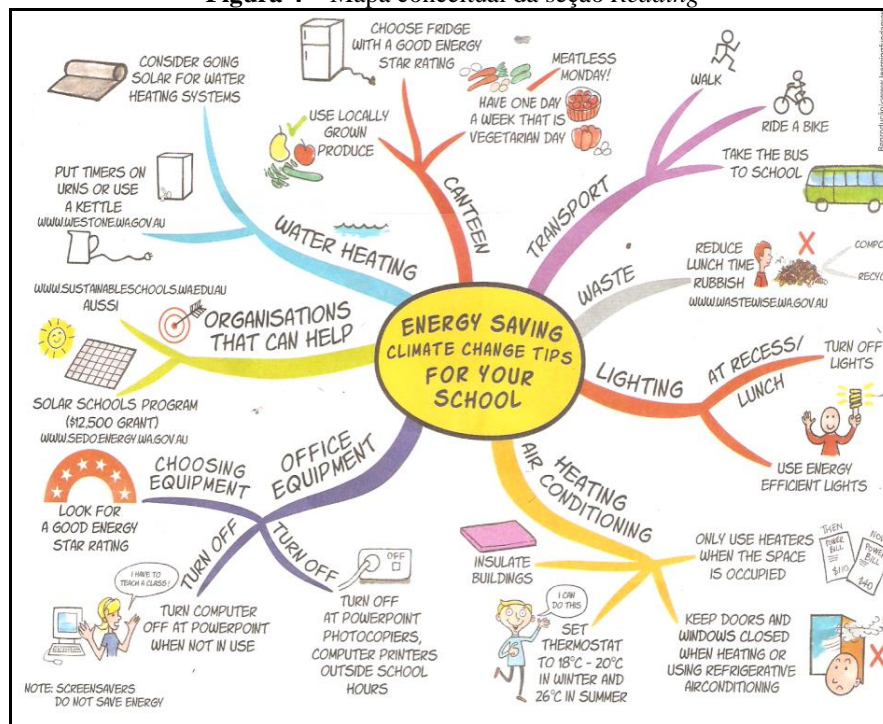 CONSIDER GOING
SOLAR FOR WATER
HEATING SYSTEMS
PUT TIMERS ON
URNS OR USE
A KETTLE
WWW.WESTONE.WA.GOV.AU
WATER HEATING
CHOOSE FRIDGE
WITH A GOOD ENERGY
STAR RATING
USE LOCALLY
GROWN
PRODUCE
MEATLESS
MONDAY!
HAVE ONE DAY
A WEEK THAT IS
VEGETARIAN DAY
CANTEEN
WALK
RIDE A BIKE
TAKE THE BUS
TO SCHOOL
TRANSPORT
REDUCE
LUNCH TIME
RUBBISH
WWW.WASTEWISE.WA.GOV.AU
WASTE
ENERGY SAVING
CLIMATE CHANGE TIPS
FOR YOUR
SCHOOL
WWW.SUSTAINABLESCHOOLS.WA.EDU.AU
AUSSI
ORGANISATIONS
THAT CAN HELP
SOLAR SCHOOLS PROGRAM
($12,500 GRANT)
WWW.SEDO.ENERGY.WA.GOV.AU
LIGHTING
AT RECESS/
LUNCH
TURN OFF
LIGHTS
USE ENERGY
EFFICIENT LIGHTS
OFFICE
EQUIPMENT
CHOOSING
EQUIPMENT
LOOK FOR
A GOOD ENERGY
STAR RATING
TURN OFF
I HAVE TO
TEACH A CLASS!
TURN COMPUTER
OFF AT POWERPOINT
WHEN NOT IN USE
TURN OFF
OFF
TURN OFF
AT POWERPOINT
PHOTOCOPIERS,
COMPUTER PRINTERS
OUTSIDE SCHOOL
HOURS
NOTE: SCREENSAVERS
DO NOT SAVE ENERGY
HEATING
AIR CONDITIONING
INSULATE
BUILDINGS
I CAN
DO THIS
SET
THERMOSTAT
TO 18°C - 20°C
IN WINTER AND
26°C IN SUMMER
ONLY USE HEATERS
WHEN THE SPACE
IS OCCUPIED
THEN
POWER
BILL
$110
POWER
BILL
$40
KEEP DOORS AND
WINDOWS CLOSED
WHEN HEATING OR
USING REFRIGERATIVE
AIRCONDITIONING